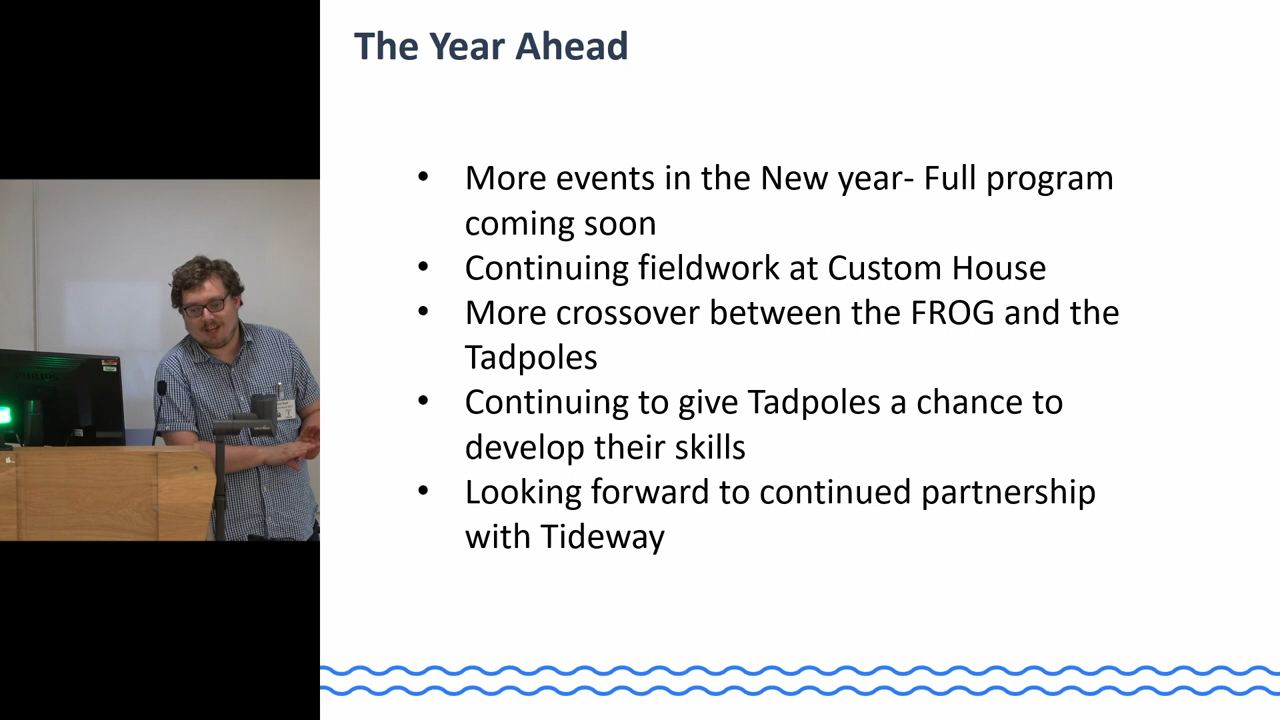 The Year Ahead
• More events in the New year- Full program
coming soon
• Continuing fieldwork at Custom House
• More crossover between the FROG and the
Tadpoles
• Continuing to give Tadpoles a chance to
develop their skills
• Looking forward to continued partnership
with Tideway
PHILIPS